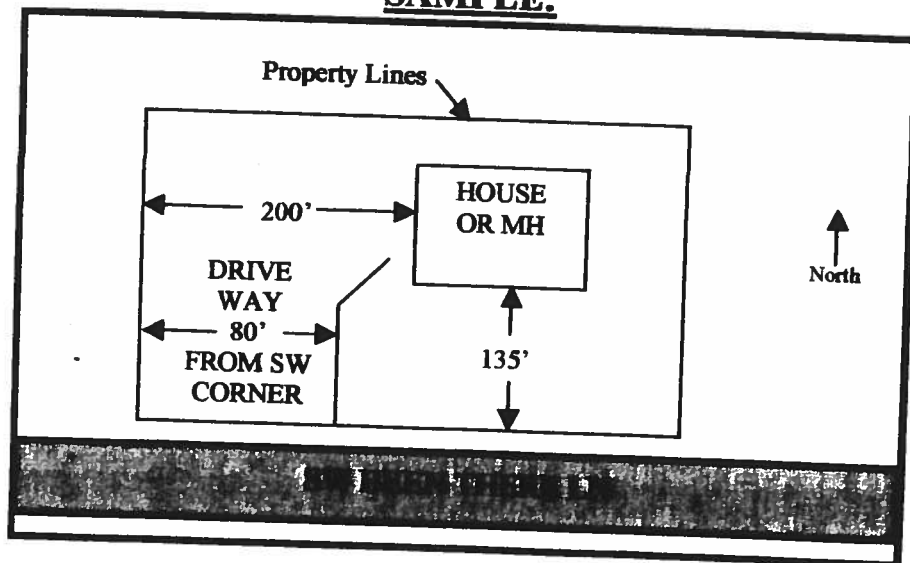 SAMPLE:
Property Lines
HOUSE
OR MH
200'
DRIVE
WAY
80'
FROM SW
CORNER
135'
North